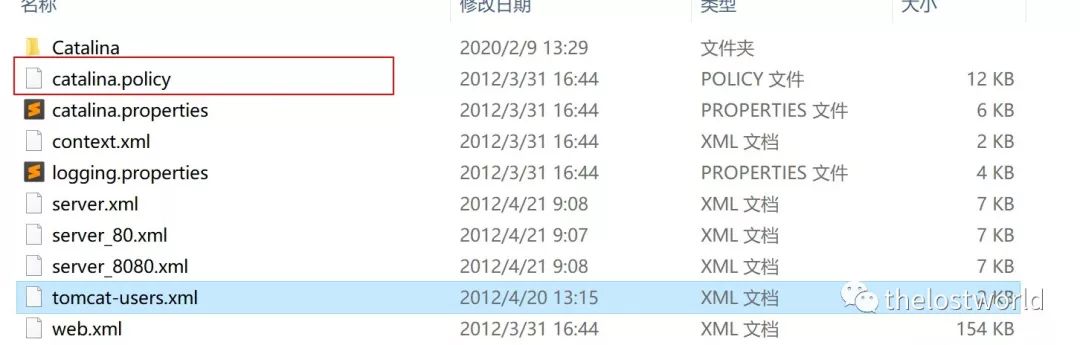 名称 修改日期 类型 大小
Catalina 2020/2/9 13:29 文件夹
catalina.policy 2012/3/31 16:44 POLICY 文件 12 KB
catalina.properties 2012/3/31 16:44 PROPERTIES 文件 6 KB
context.xml 2012/3/31 16:44 XML 文档 2 KB
logging.properties 2012/3/31 16:44 PROPERTIES 文件 4 KB
server.xml 2012/4/21 9:08 XML 文档 7 KB
server_80.xml 2012/4/21 9:07 XML 文档 7 KB
server_8080.xml 2012/4/21 9:08 XML 文档 7 KB
tomcat-users.xml 2012/4/20 13:15 XML 文档 2 KB
thelostworld
web.xml 2012/3/31 16:44 XML 文档 154 KB